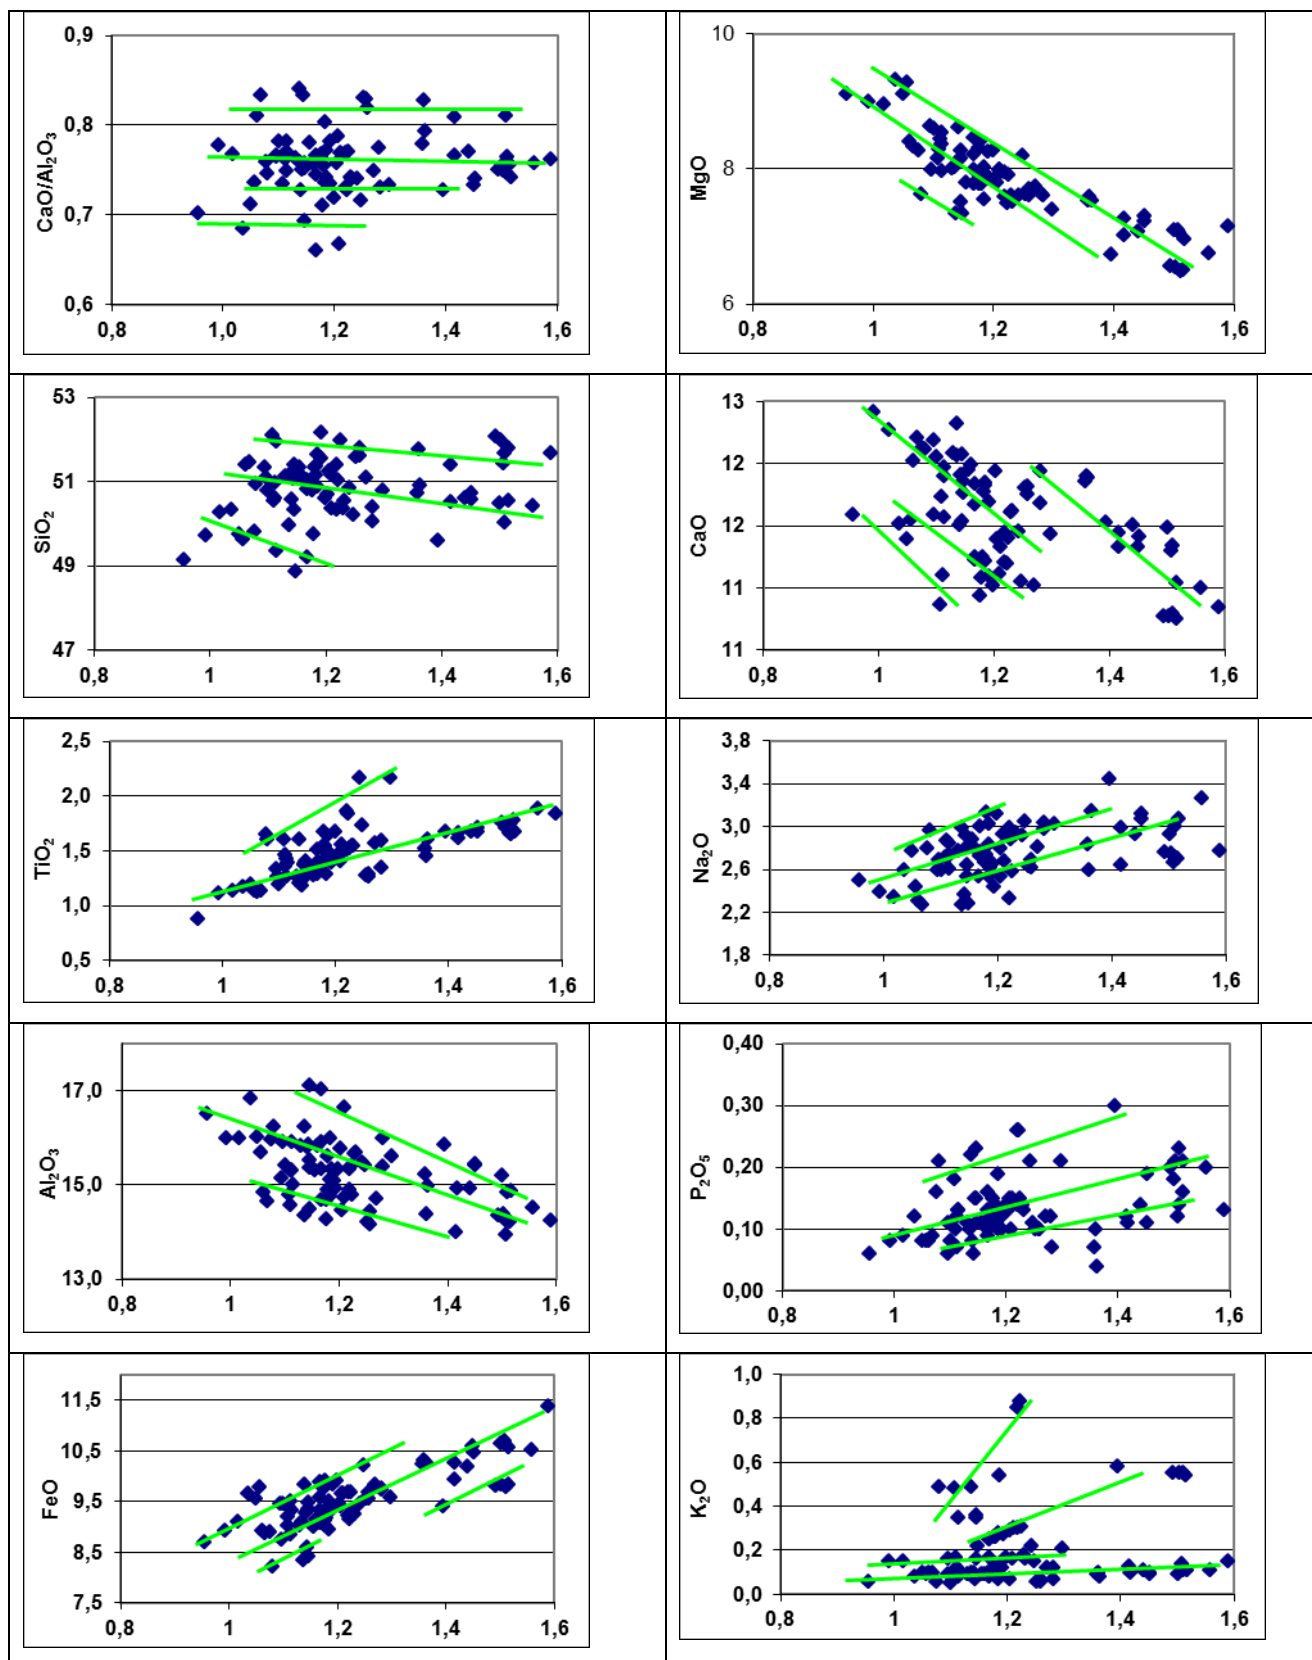 0,9
0,8
0,7
0,6
CaO/Al₂O₃
0,8 1,0 1,2 1,4 1,6
10
8
6
MgO
0,8 1 1,2 1,4 1,6
53
51
49
47
SiO₂
0,8 1 1,2 1,4 1,6
13
12
12
11
11
CaO
0,8 1 1,2 1,4 1,6
2,5
2,0
1,5
1,0
0,5
TiO₂
0,8 1 1,2 1,4 1,6
3,8
3,4
3,0
2,6
2,2
1,8
Na₂O
0,8 1 1,2 1,4 1,6
17,0
15,0
13,0
Al₂O₃
0,8 1 1,2 1,4 1,6
0,40
0,30
0,20
0,10
0,00
P₂O₅
0,8 1 1,2 1,4 1,6
11,5
10,5
9,5
8,5
7,5
FeO
0,8 1 1,2 1,4 1,6
1,0
0,8
0,6
0,4
0,2
0,0
K₂O
0,8 1 1,2 1,4 1,6